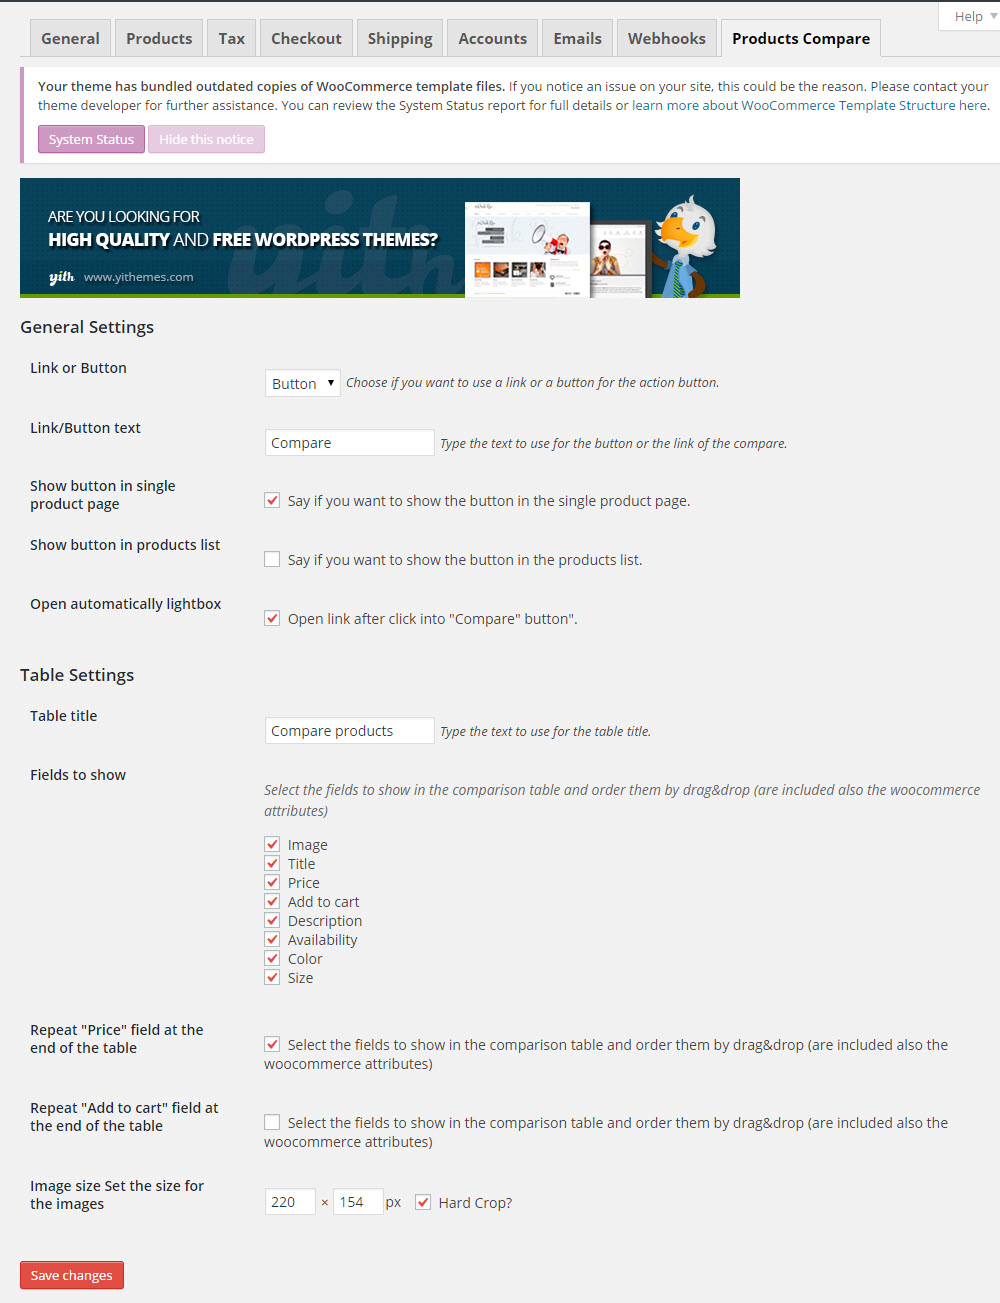 Help
General
Products
Tax
Checkout
Shipping
Accounts
Emails
Webhooks
Products Compare
Your theme has bundled outdated copies of WooCommerce template files. If you notice an issue on your site, this could be the reason. Please contact your
theme developer for further assistance. You can review the System Status report for full details or learn more about WooCommerce Template Structure here.
System Status
Hide this notice
ARE YOU LOOKING FOR
HIGH QUALITY AND FREE WORDPRESS THEMES?
yith www.yithemes.com
General Settings
Link or Button
Button Choose if you want to use a link or a button for the action button.
Link/Button text
Compare Type the text to use for the button or the link of the compare.
Show button in single
product page
Say if you want to show the button in the single product page.
Show button in products list
Say if you want to show the button in the products list.
Open automatically lightbox
Open link after click into "Compare" button".
Table Settings
Table title
Compare products Type the text to use for the table title.
Fields to show
Select the fields to show in the comparison table and order them by drag&drop (are included also the woocommerce
attributes)
Image
Title
Price
Add to cart
Description
Availability
Color
Size
Repeat "Price" field at the
end of the table
Select the fields to show in the comparison table and order them by drag&drop (are included also the
woocommerce attributes)
Repeat "Add to cart" field at
the end of the table
Select the fields to show in the comparison table and order them by drag&drop (are included also the
woocommerce attributes)
Image size Set the size for
the images
220 × 154 px Hard Crop?
Save changes